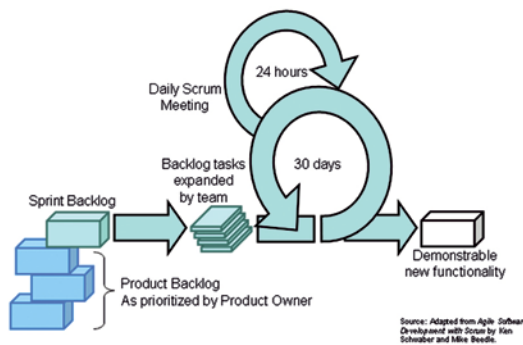 24 hours
Daily Scrum
Meeting
Backlog tasks
expanded
by team
30 days
Sprint Backlog
Product Backlog
As prioritized by Product Owner
Demonstrable
new functionality
Source: Adapted from Agile Software
Development with Scrum by Ken
Schwaber and Mike Beedle.